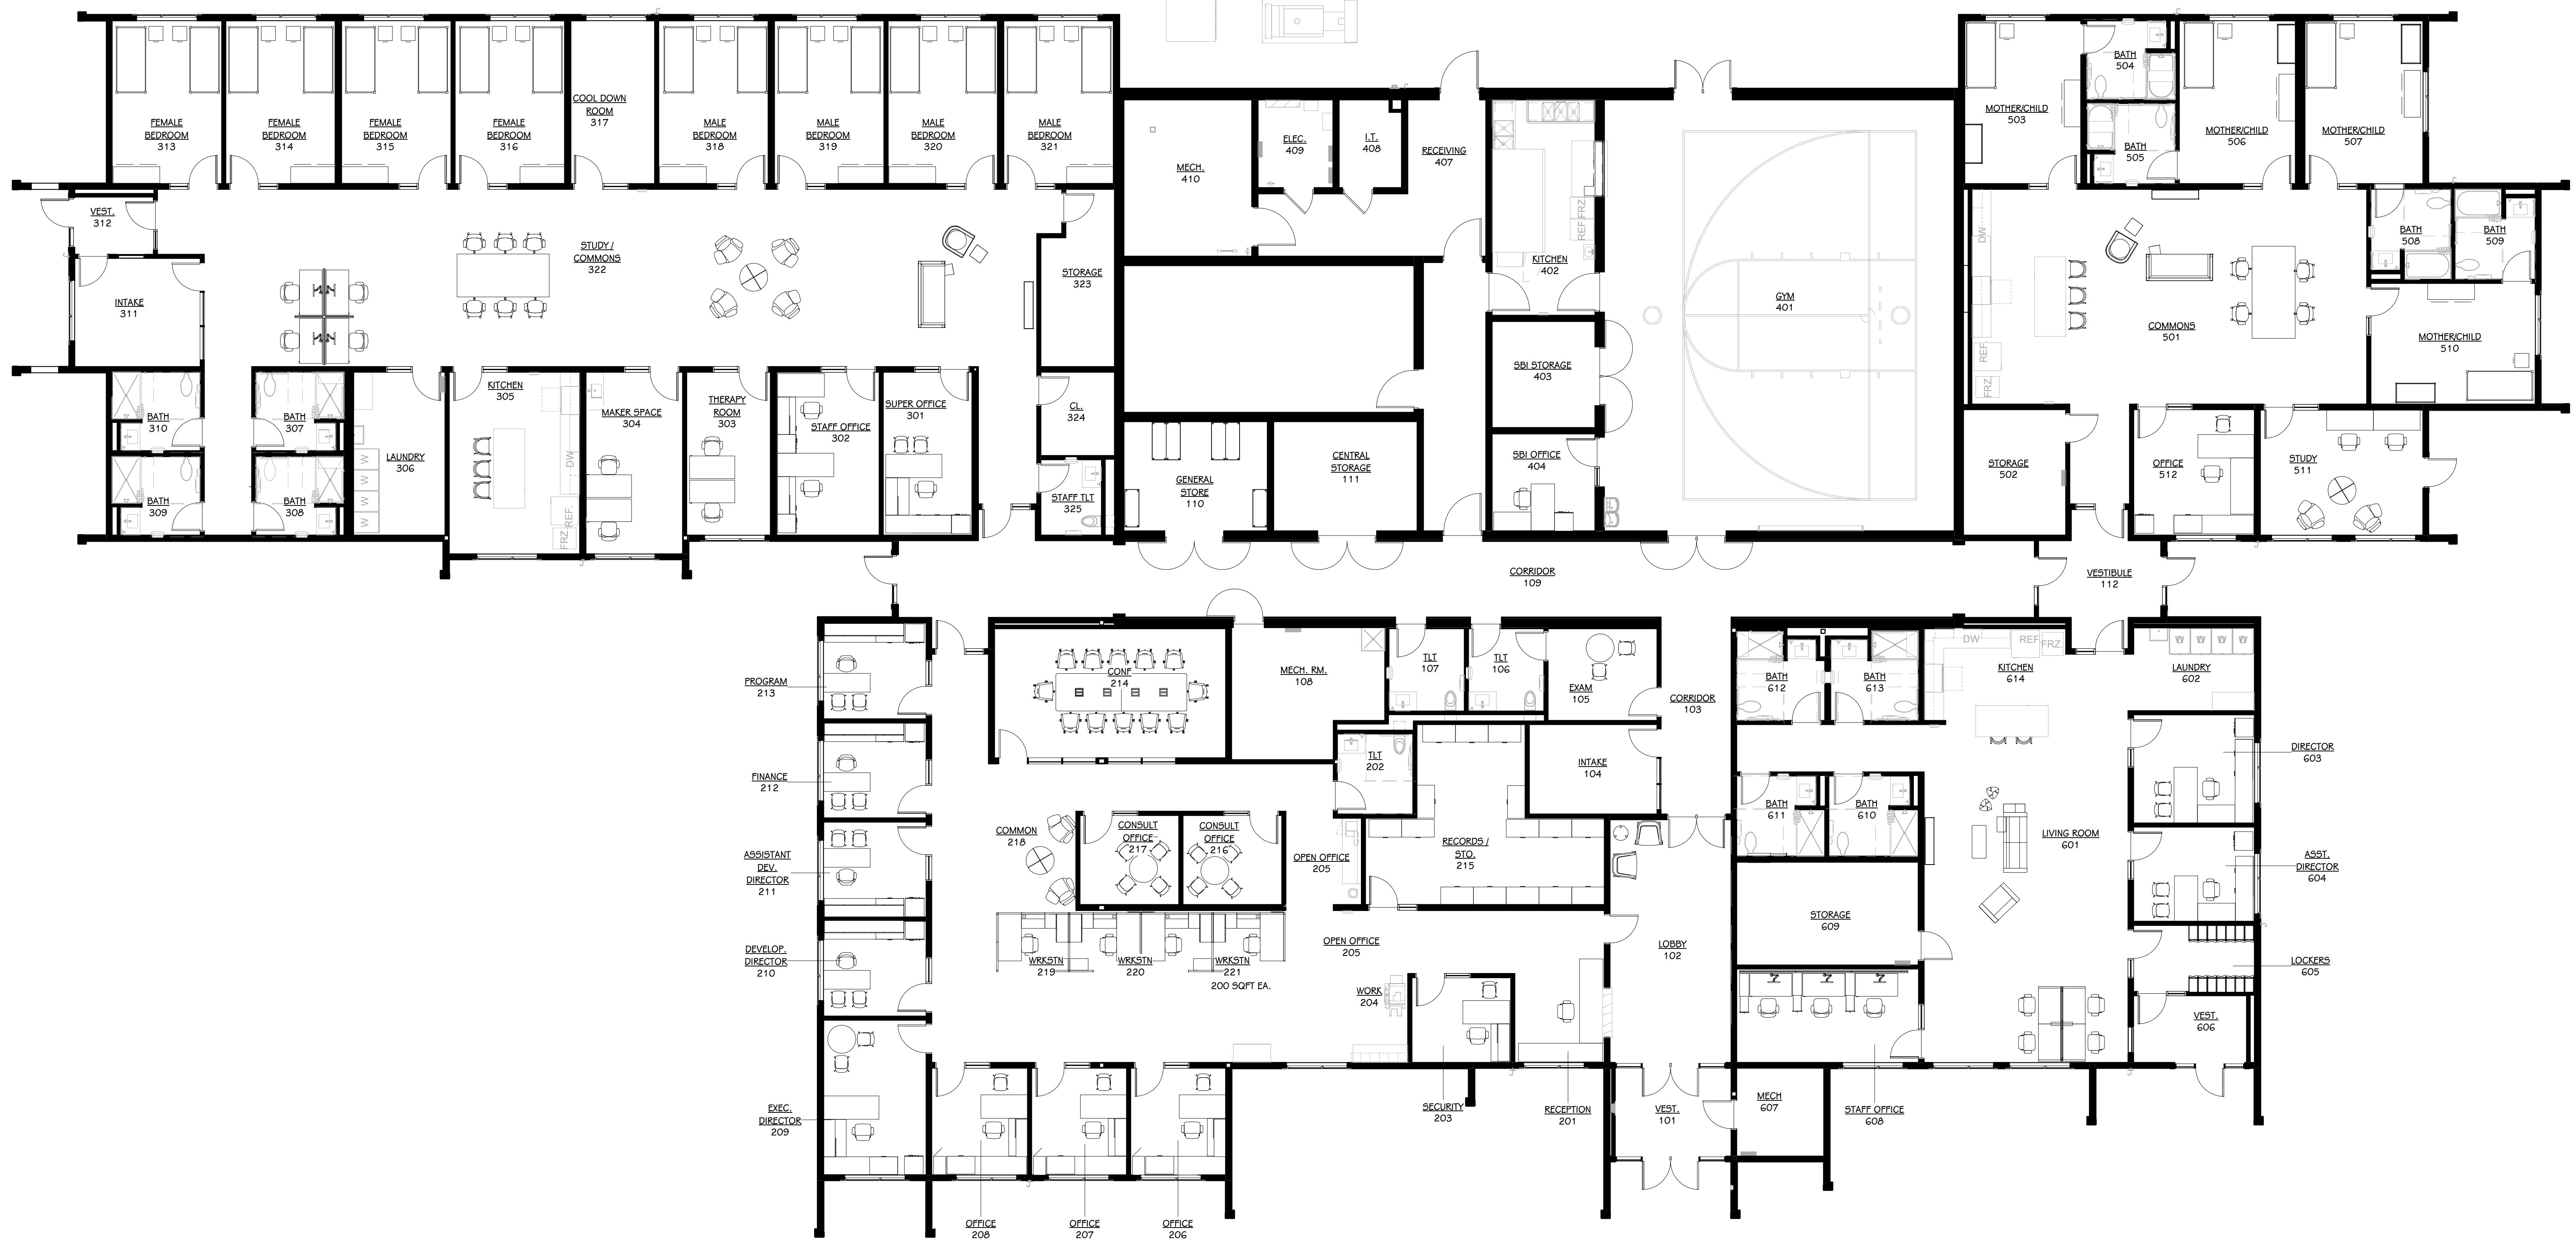 FEMALE
BEDROOM
313
FEMALE
BEDROOM
314
FEMALE
BEDROOM
315
FEMALE
BEDROOM
316
COOL DOWN
ROOM
317
MALE
BEDROOM
318
MALE
BEDROOM
319
MALE
BEDROOM
320
MALE
BEDROOM
321
VEST.
312
INTAKE
311
STUDY /
COMMONS
322
STORAGE
323
CL.
324
STAFF TLT
325
BATH
310
BATH
309
BATH
307
BATH
308
LAUNDRY
306
W
W
W
W
KITCHEN
305
DW
REF.
FRZ.
MAKER SPACE
304
THERAPY
ROOM
303
STAFF OFFICE
302
SUPER OFFICE
301
MECH.
410
ELEC.
409
I.T.
408
RECEIVING
407
KITCHEN
402
REF.
FRZ.
SBI STORAGE
403
SBI OFFICE
404
GYM
401
GENERAL
STORE
110
CENTRAL
STORAGE
111
CORRIDOR
109
MOTHER/CHILD
503
BATH
504
BATH
505
MOTHER/CHILD
506
MOTHER/CHILD
507
BATH
508
BATH
509
MOTHER/CHILD
510
COMMONS
501
DW
REF.
FRZ.
STORAGE
502
OFFICE
512
STUDY
511
VESTIBULE
112
PROGRAM
213
FINANCE
212
ASSISTANT
DEV.
DIRECTOR
211
DEVELOP.
DIRECTOR
210
EXEC.
DIRECTOR
209
CONF
214
MECH. RM.
108
TLT
107
TLT
106
EXAM
105
CORRIDOR
103
INTAKE
104
TLT
202
RECORDS /
STO.
215
COMMON
218
CONSULT
OFFICE
217
CONSULT
OFFICE
216
OPEN OFFICE
205
OPEN OFFICE
205
WRKSTN
219
WRKSTN
220
WRKSTN
221
200 SQFT EA.
WORK
204
LOBBY
102
SECURITY
203
RECEPTION
201
VEST.
101
OFFICE
208
OFFICE
207
OFFICE
206
BATH
612
BATH
613
KITCHEN
614
DW
REF.
FRZ.
LAUNDRY
602
DIRECTOR
603
ASST.
DIRECTOR
604
LOCKERS
605
VEST.
606
BATH
611
BATH
610
LIVING ROOM
601
STORAGE
609
STAFF OFFICE
608
MECH
607